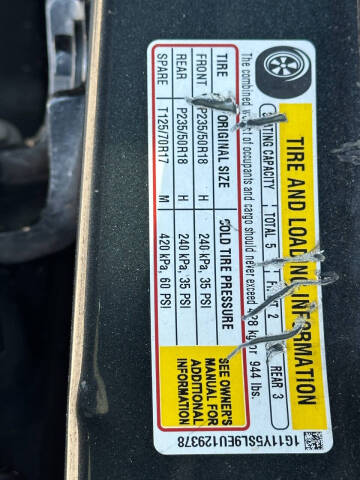 TIRE AND LOADING INFORMATION
SEATING CAPACITY TOTAL 5 FRONT 2 REAR 3
The combined weight of occupants and cargo should never exceed 428 kg or 944 lbs.
TIRE ORIGINAL SIZE COLD TIRE PRESSURE
FRONT P235/50R18 H 240 kPa, 35 PSI
REAR P235/50R18 H 240 kPa, 35 PSI
SPARE T125/70R17 M 420 kPa, 60 PSI
SEE OWNER'S
MANUAL FOR
ADDITIONAL
INFORMATION
1G11Y5SL9EU129378